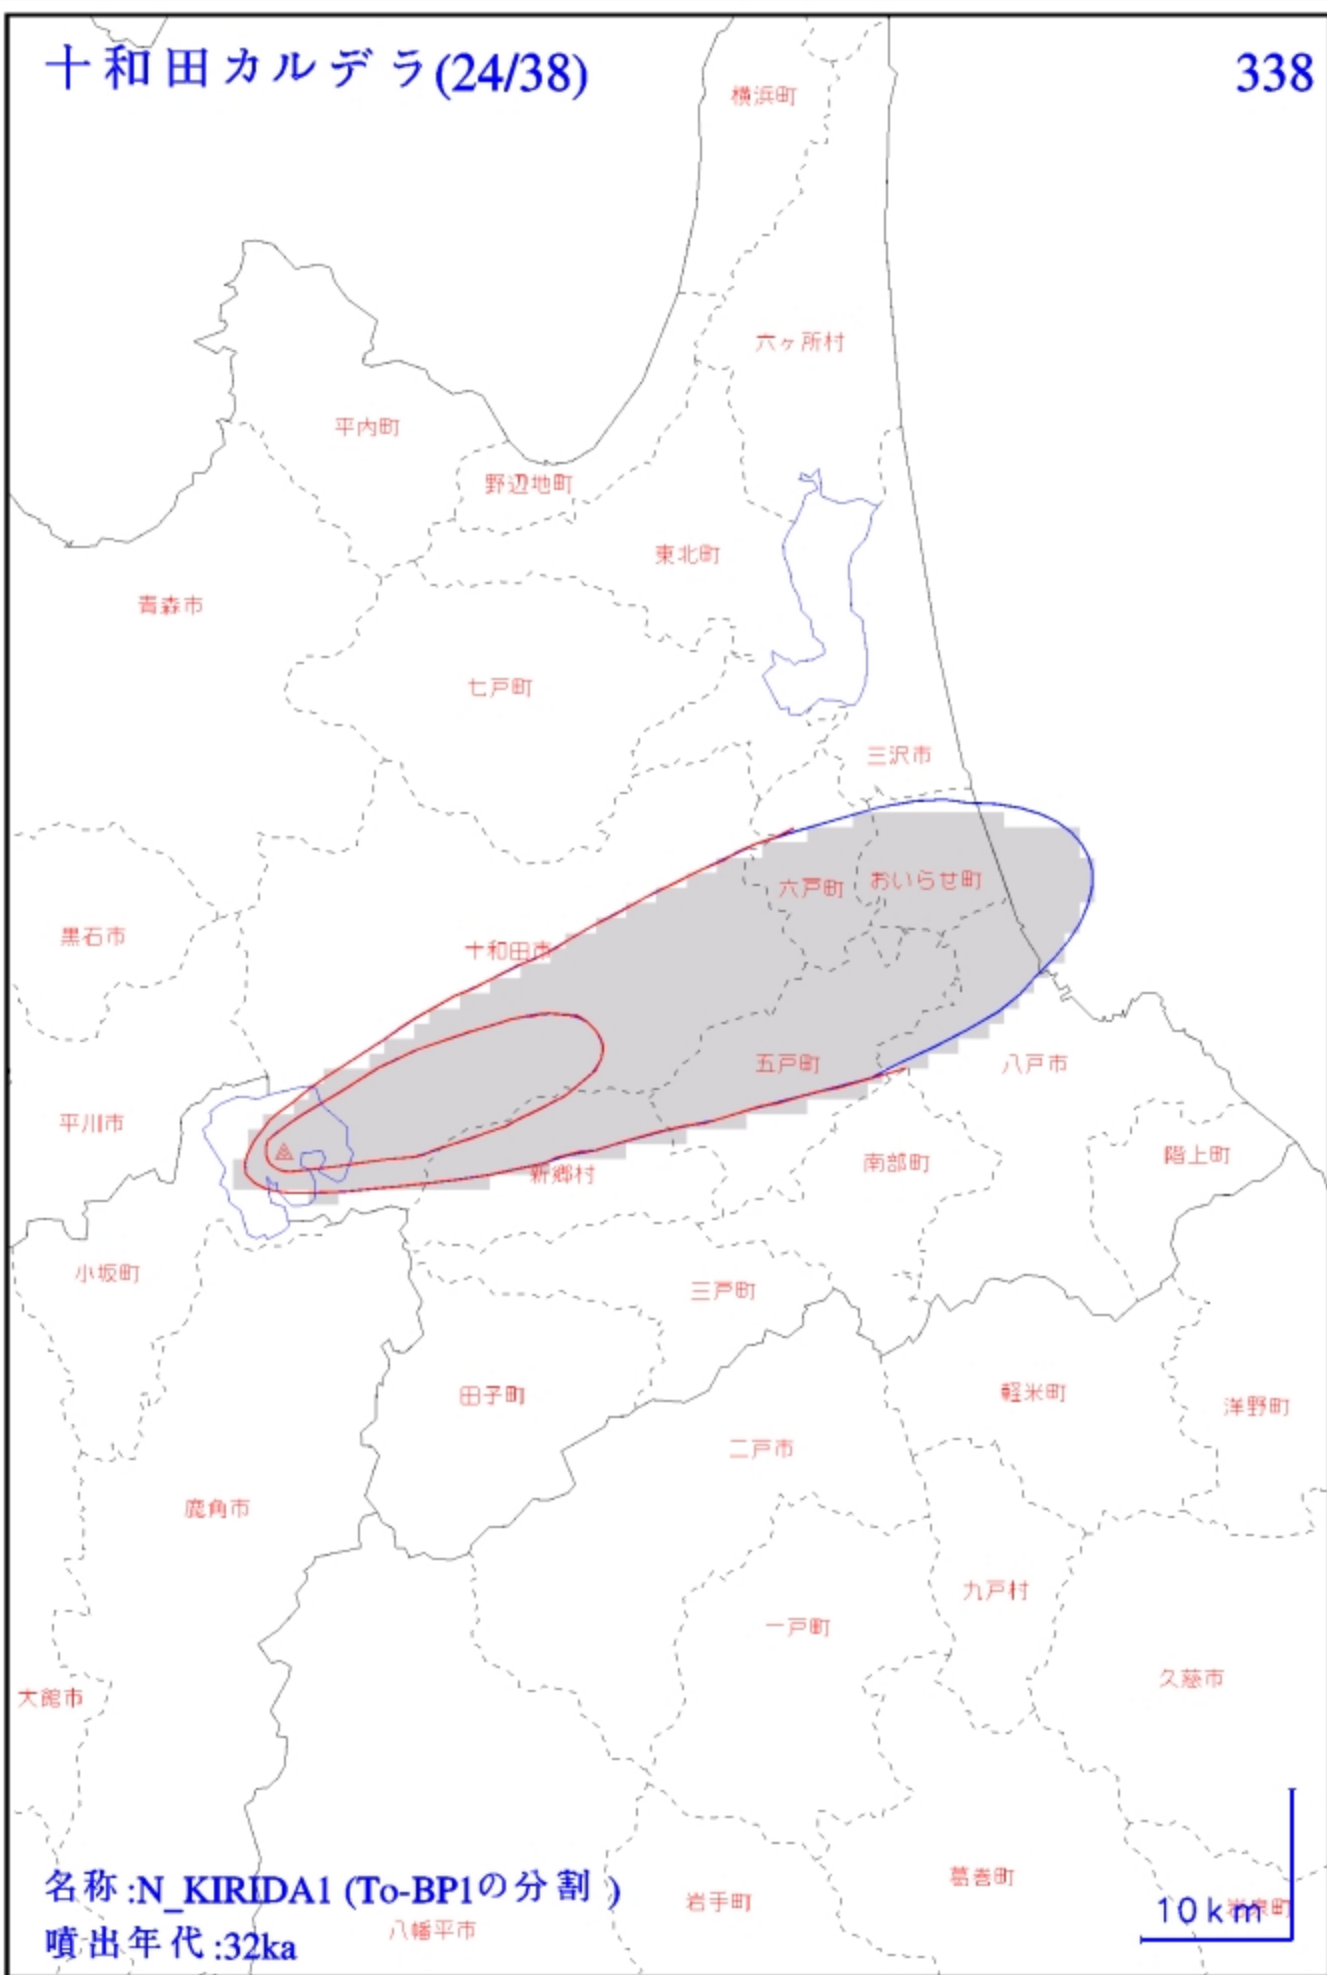 十和田カルデラ(24/38)
338
横浜町
六ヶ所村
平内町
野辺地町
東北町
青森市
七戸町
三沢市
六戸町
おいらせ町
黒石市
十和田市
五戸町
八戸市
平川市
新郷村
南部町
階上町
小坂町
三戸町
田子町
軽米町
洋野町
二戸市
鹿角市
九戸村
一戸町
久慈市
大館市
葛巻町
岩手町
岩泉町
八幡平市
10km
名称:N_KIRIDA1 (To-BP1の分割 )
噴出年代:32ka